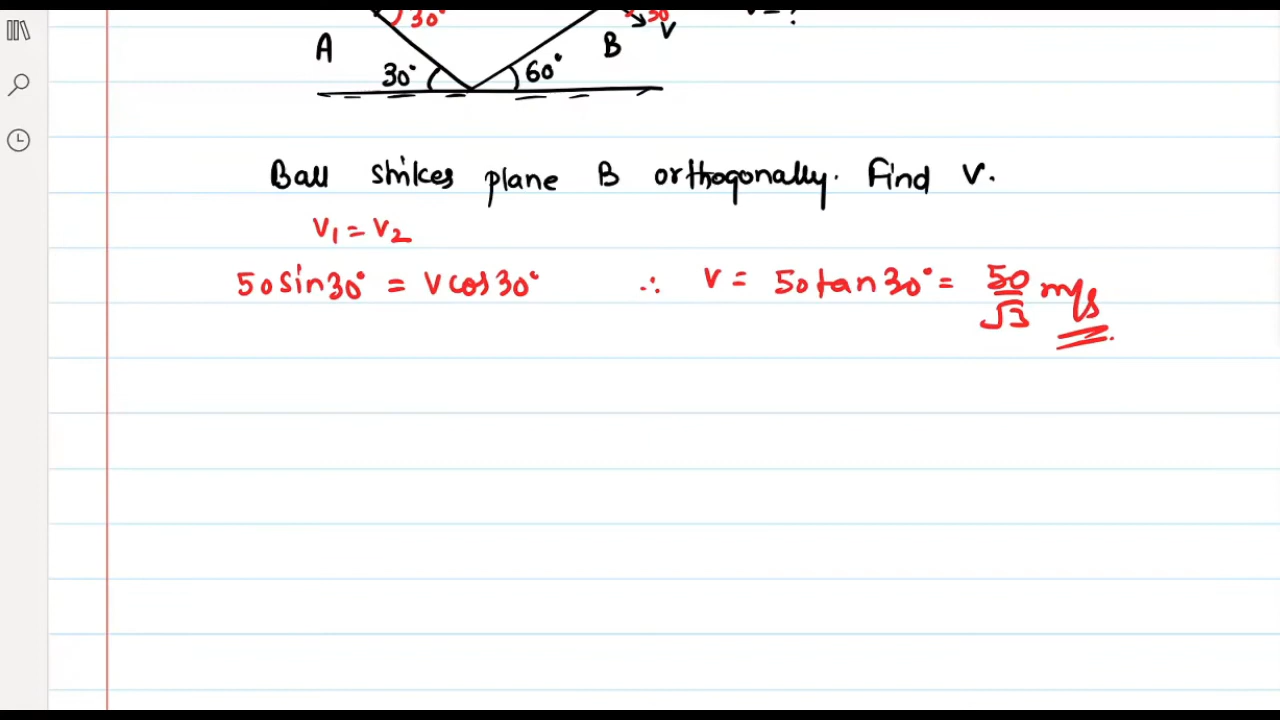 30° 30 V V = ?
A B
30° 60°
Ball strikes plane B orthogonally. Find V.
V₁ = V₂
50 sin 30° = V cos 30° ∴ V = 50 tan 30° = 50/√3 m/s